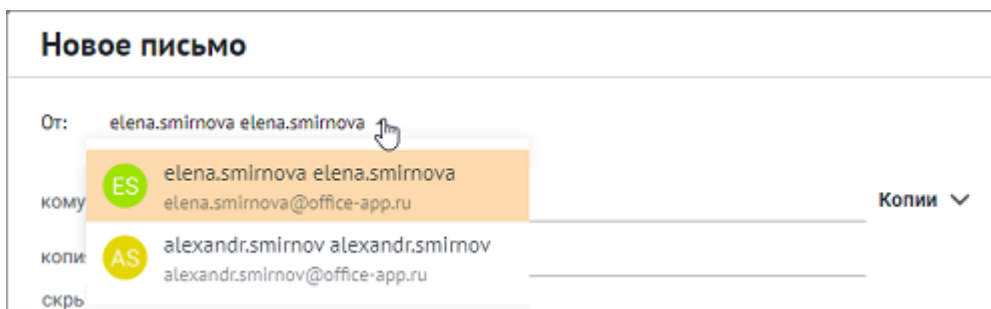 Новое письмо
От: elena.smirnova elena.smirnova
ES elena.smirnova elena.smirnova
elena.smirnova@office-app.ru
кому
Копии
AS alexandr.smirnov alexandr.smirnov
alexandr.smirnov@office-app.ru